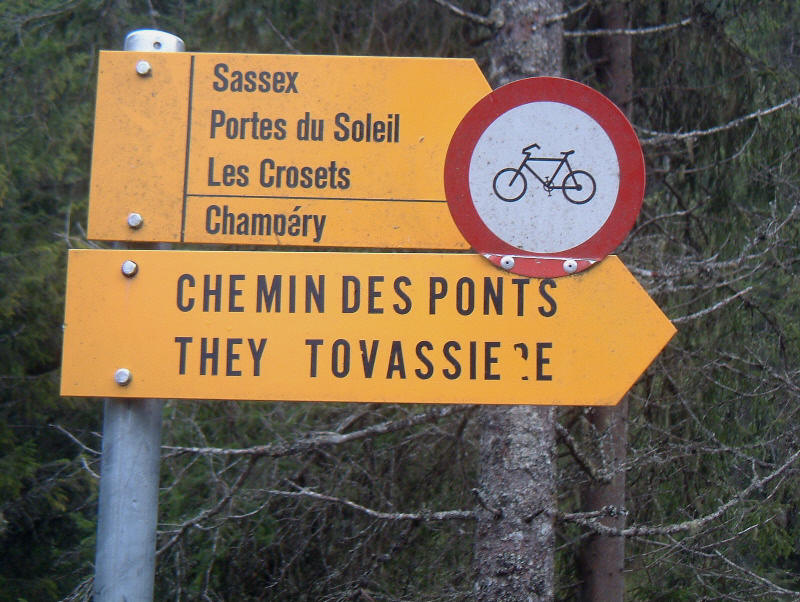 Sassex
Portes du Soleil
Les Crosets
Champéry
CHEMIN DES PONTS
THEY TOVASSIERE